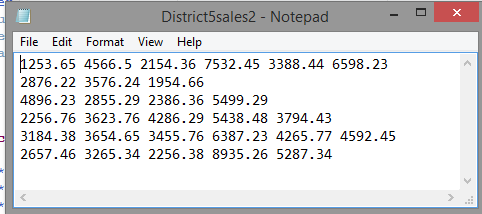 District5sales2 - Notepad
File Edit Format View Help
1253.65 4566.5 2154.36 7532.45 3388.44 6598.23
2876.22 3576.24 1954.66
4896.23 2855.29 2386.36 5499.29
2256.76 3623.76 4286.29 5438.48 3794.43
3184.38 3654.65 3455.76 6387.23 4265.77 4592.45
2657.46 3265.34 2256.38 8935.26 5287.34